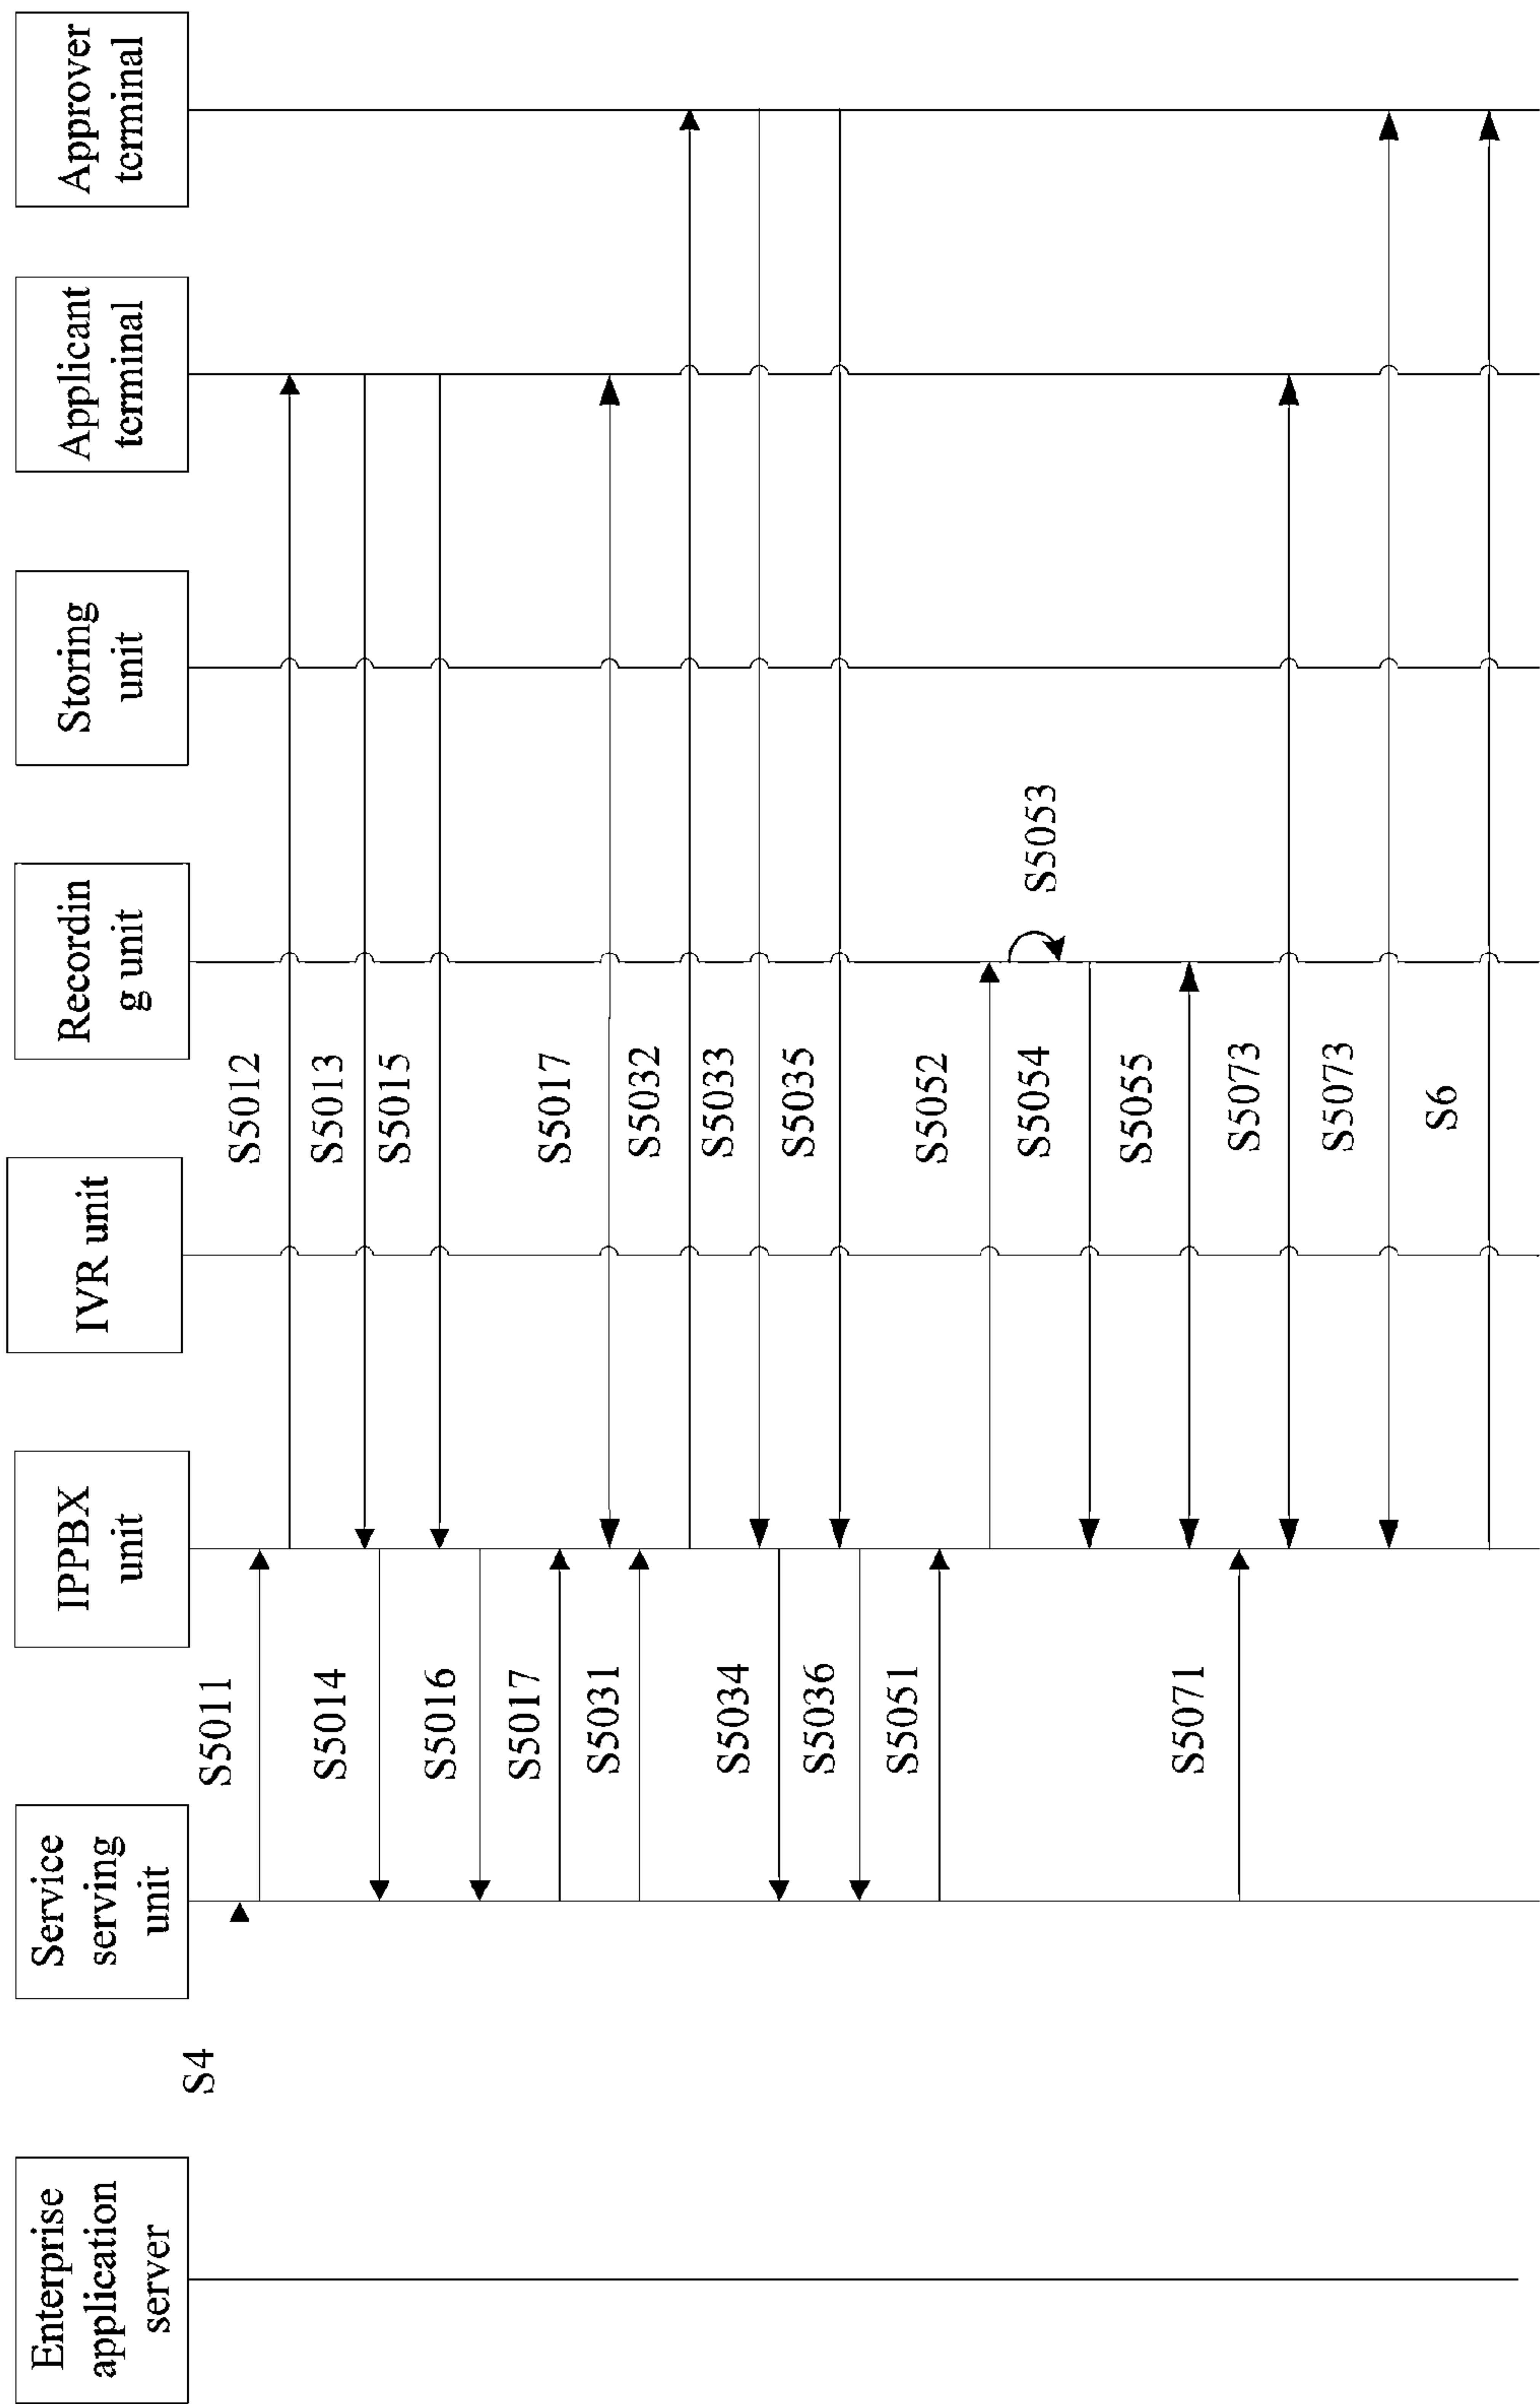 Enterprise
application
server
Service
serving
unit
IPPBX
unit
IVR unit
Recordin
g unit
Storing
unit
Applicant
terminal
Approver
terminal
S4
S5011
S5012
S5013
S5014
S5015
S5016
S5017
S5017
S5031
S5032
S5033
S5034
S5035
S5036
S5051
S5052
S5053
S5054
S5055
S5071
S5073
S5073
S6